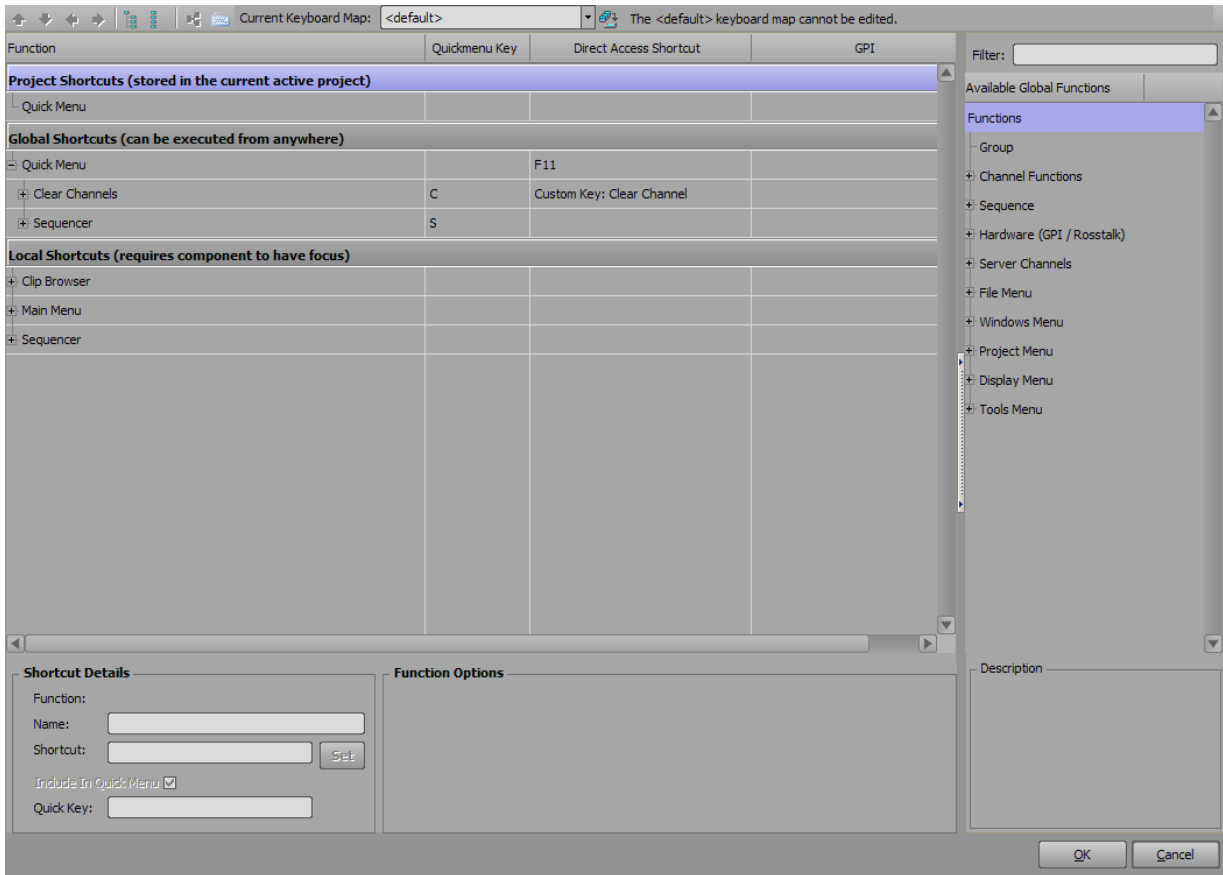 Current Keyboard Map: <default> The <default> keyboard map cannot be edited.
Function Quickmenu Key Direct Access Shortcut GPI
Project Shortcuts (stored in the current active project)
Quick Menu
Global Shortcuts (can be executed from anywhere)
Quick Menu F11
Clear Channels C Custom Key: Clear Channel
Sequencer S
Local Shortcuts (requires component to have focus)
Clip Browser
Main Menu
Sequencer
Filter:
Available Global Functions
Functions
Group
Channel Functions
Sequence
Hardware (GPI / Rosstalk)
Server Channels
File Menu
Windows Menu
Project Menu
Display Menu
Tools Menu
Shortcut Details
Function:
Name:
Shortcut: Set
Include In Quick Menu
Quick Key:
Function Options
Description
OK Cancel